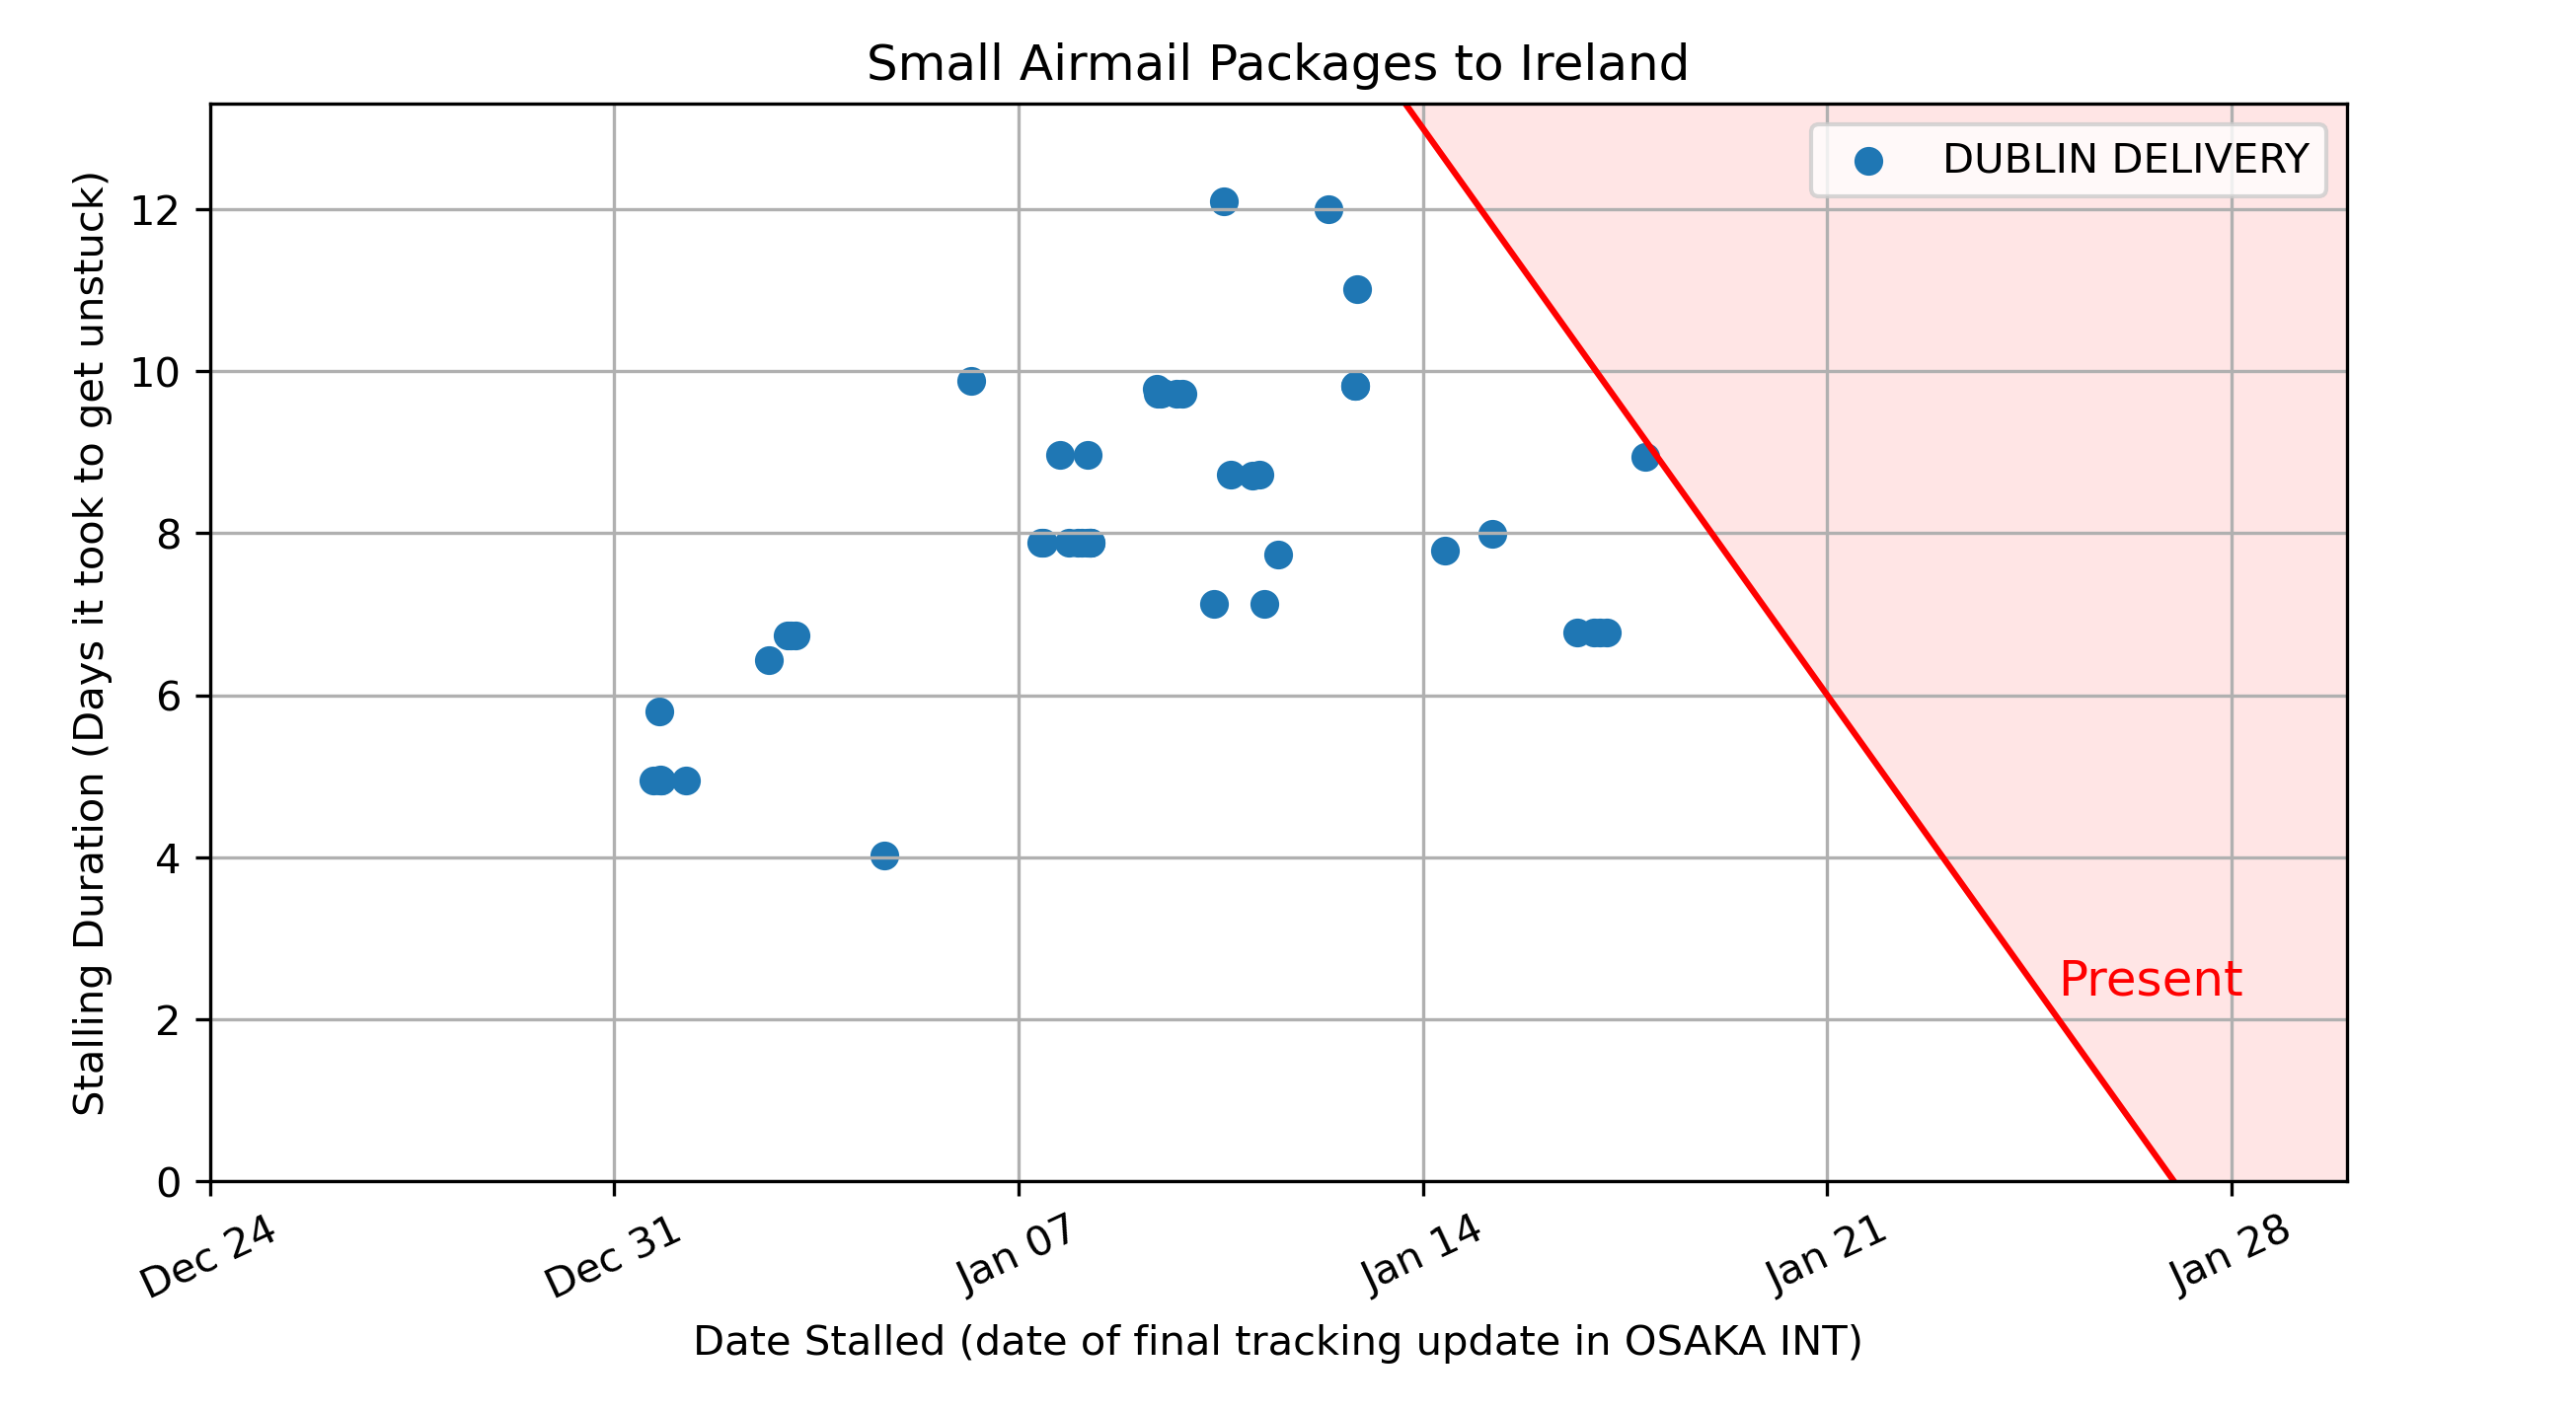 Small Airmail Packages to Ireland
DUBLIN DELIVERY
Stalling Duration (Days it took to get unstuck)
12
10
8
6
4
2
0
Present
Dec 24
Dec 31
Jan 07
Jan 14
Jan 21
Jan 28
Date Stalled (date of final tracking update in OSAKA INT)